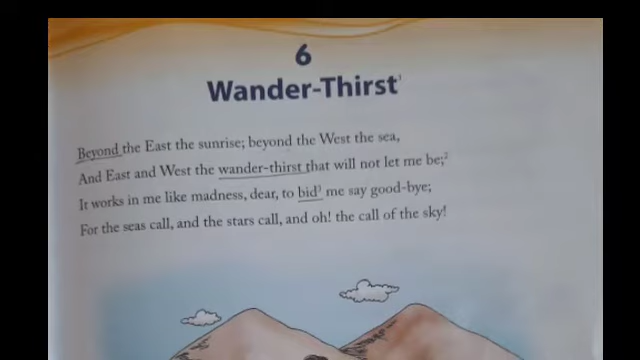 6
Wander-Thirst¹
Beyond the East the sunrise; beyond the West the sea,
And East and West the wander-thirst that will not let me be;²
It works in me like madness, dear, to bid³ me say good-bye;
For the seas call, and the stars call, and oh! the call of the sky!